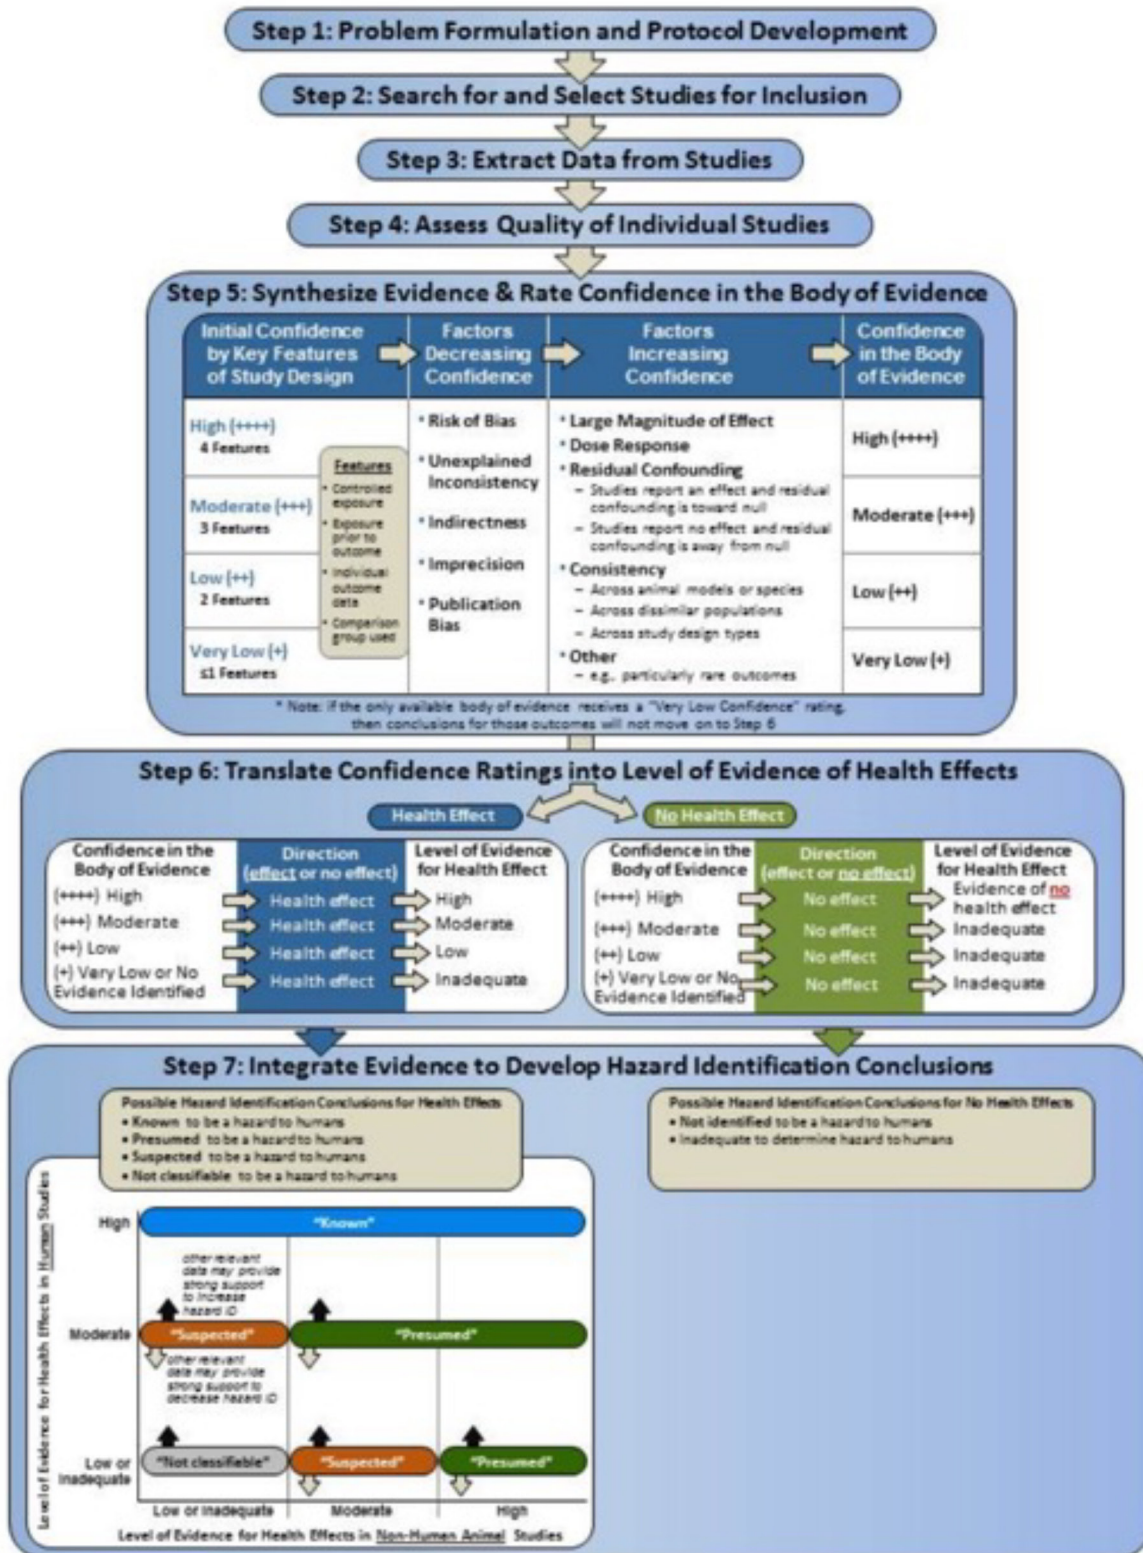 Step 1: Problem Formulation and Protocol Development
Step 2: Search for and Select Studies for Inclusion
Step 3: Extract Data from Studies
Step 4: Assess Quality of Individual Studies
Step 5: Synthesize Evidence & Rate Confidence in the Body of Evidence
Initial Confidence
by Key Features
of Study Design
Factors
Decreasing
Confidence
Factors
Increasing
Confidence
Confidence
in the Body
of Evidence
High (++++)
4 Features
Moderate (+++)
3 Features
Low (++)
2 Features
Very Low (+)
≤1 Features
Features
• Controlled
exposure
• Exposure
prior to
outcome
• Individual
outcome
data
• Comparison
group used
• Risk of Bias
• Unexplained
Inconsistency
• Indirectness
• Imprecision
• Publication
Bias
• Large Magnitude of Effect
• Dose Response
• Residual Confounding
– Studies report an effect and residual
confounding is toward null
– Studies report no effect and residual
confounding is away from null
• Consistency
– Across animal models or species
– Across dissimilar populations
– Across study design types
• Other
– e.g., particularly rare outcomes
High (++++)
Moderate (+++)
Low (++)
Very Low (+)
* Note: if the only available body of evidence receives a "Very Low Confidence" rating,
then conclusions for those outcomes will not move on to Step 6
Step 6: Translate Confidence Ratings into Level of Evidence of Health Effects
Health Effect
No Health Effect
Confidence in the
Body of Evidence
Direction
(effect or no effect)
Level of Evidence
for Health Effect
(++++) High
Health effect
High
(+++) Moderate
Health effect
Moderate
(++) Low
Health effect
Low
(+) Very Low or No
Evidence Identified
Health effect
Inadequate
Confidence in the
Body of Evidence
Direction
(effect or no effect)
Level of Evidence
for Health Effect
(++++) High
No effect
Evidence of no
health effect
(+++) Moderate
No effect
Inadequate
(++) Low
No effect
Inadequate
(+) Very Low or No
Evidence Identified
No effect
Inadequate
Step 7: Integrate Evidence to Develop Hazard Identification Conclusions
Possible Hazard Identification Conclusions for Health Effects
• Known to be a hazard to humans
• Presumed to be a hazard to humans
• Suspected to be a hazard to humans
• Not classifiable to be a hazard to humans
Possible Hazard Identification Conclusions for No Health Effects
• Not identified to be a hazard to humans
• Inadequate to determine hazard to humans
Level of Evidence for Health Effects in Human Studies
High
"Known"
other relevant
data may provide
strong support
to increase
hazard ID
Moderate
"Suspected"
"Presumed"
other relevant
data may provide
strong support to
decrease hazard ID
Low or
Inadequate
"Not classifiable"
"Suspected"
"Presumed"
Low or Inadequate
Moderate
High
Level of Evidence for Health Effects in Non-Human Animal Studies